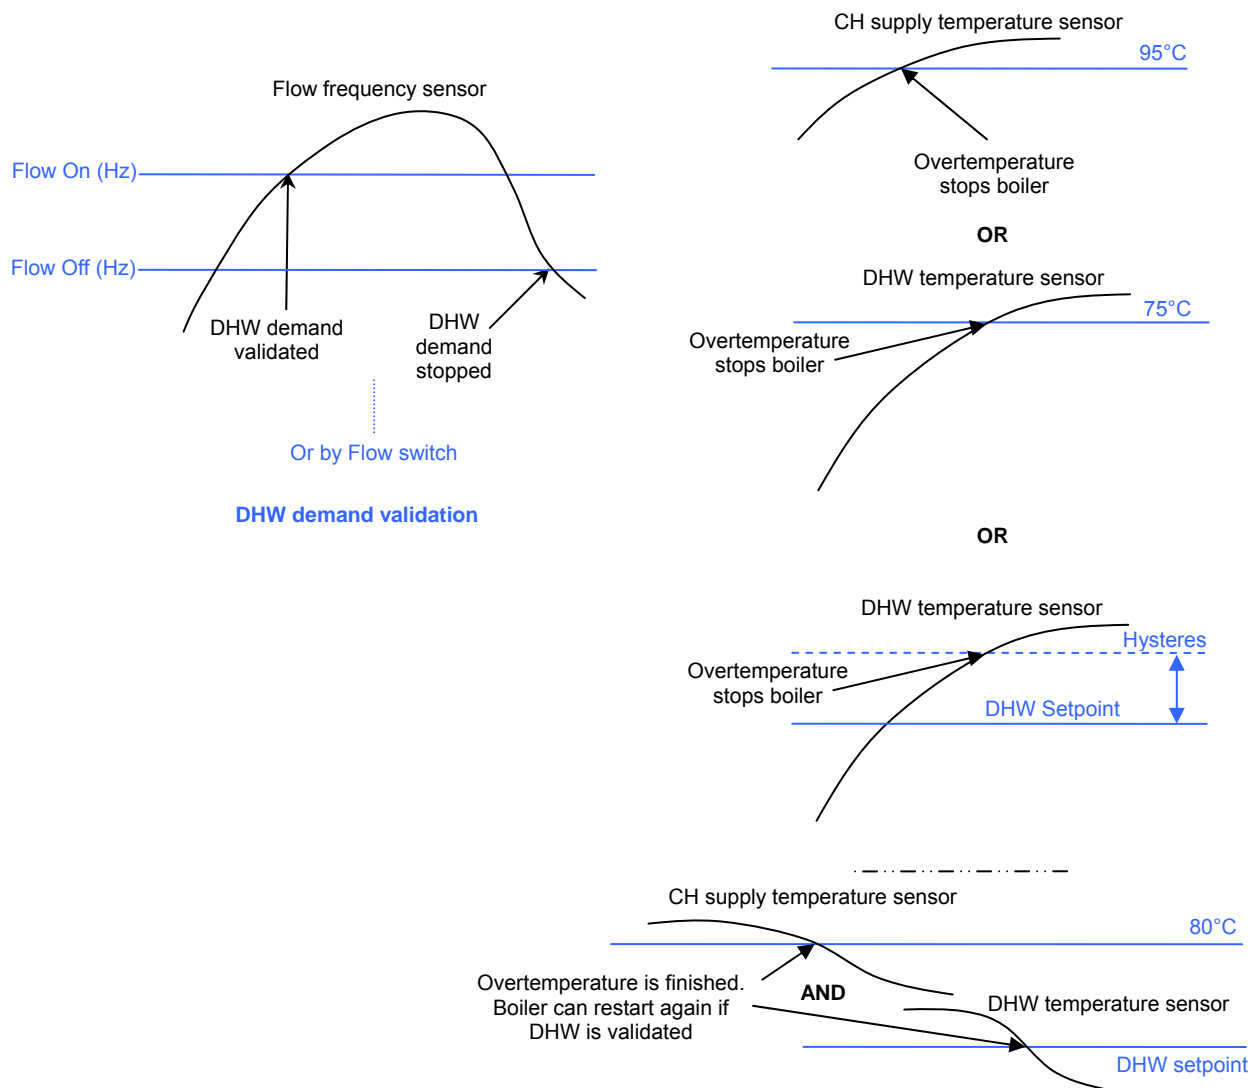 Flow frequency sensor
Flow On (Hz)
Flow Off (Hz)
DHW demand
validated
DHW
demand
stopped
Or by Flow switch
DHW demand validation
CH supply temperature sensor
95°C
Overtemperature
stops boiler
OR
DHW temperature sensor
75°C
Overtemperature
stops boiler
OR
DHW temperature sensor
Hysteres
Overtemperature
stops boiler
DHW Setpoint
CH supply temperature sensor
80°C
Overtemperature is finished.
Boiler can restart again if
DHW is validated
AND
DHW temperature sensor
DHW setpoint